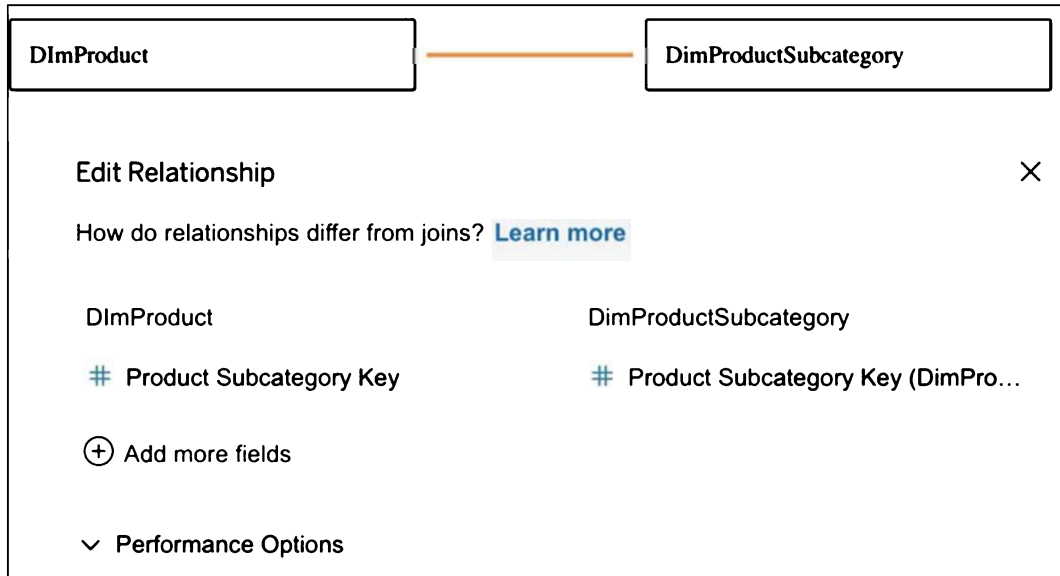 DImProduct
DimProductSubcategory
Edit Relationship
How do relationships differ from joins? Learn more
DImProduct
DimProductSubcategory
# Product Subcategory Key
# Product Subcategory Key (DimPro...
Add more fields
Performance Options